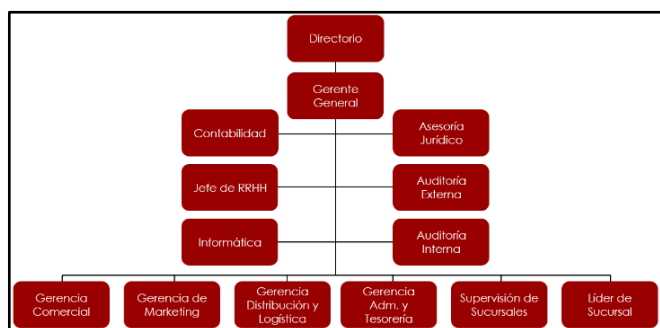 Directorio
Gerente
General
Contabilidad
Asesoría
Jurídico
Jefe de RRHH
Auditoría
Externa
Informática
Auditoría
Interna
Gerencia
Comercial
Gerencia de
Marketing
Gerencia
Distribución y
Logística
Gerencia
Adm. y
Tesorería
Supervisión de
Sucursales
Líder de
Sucursal